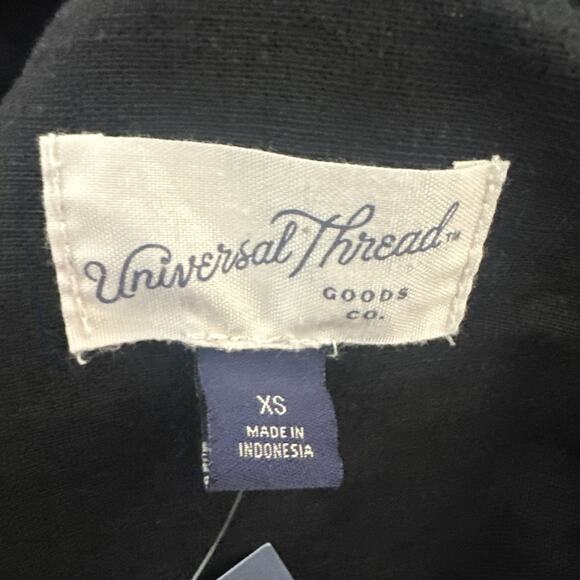 Universal Thread™
GOODS
CO.
XS
MADE IN
INDONESIA